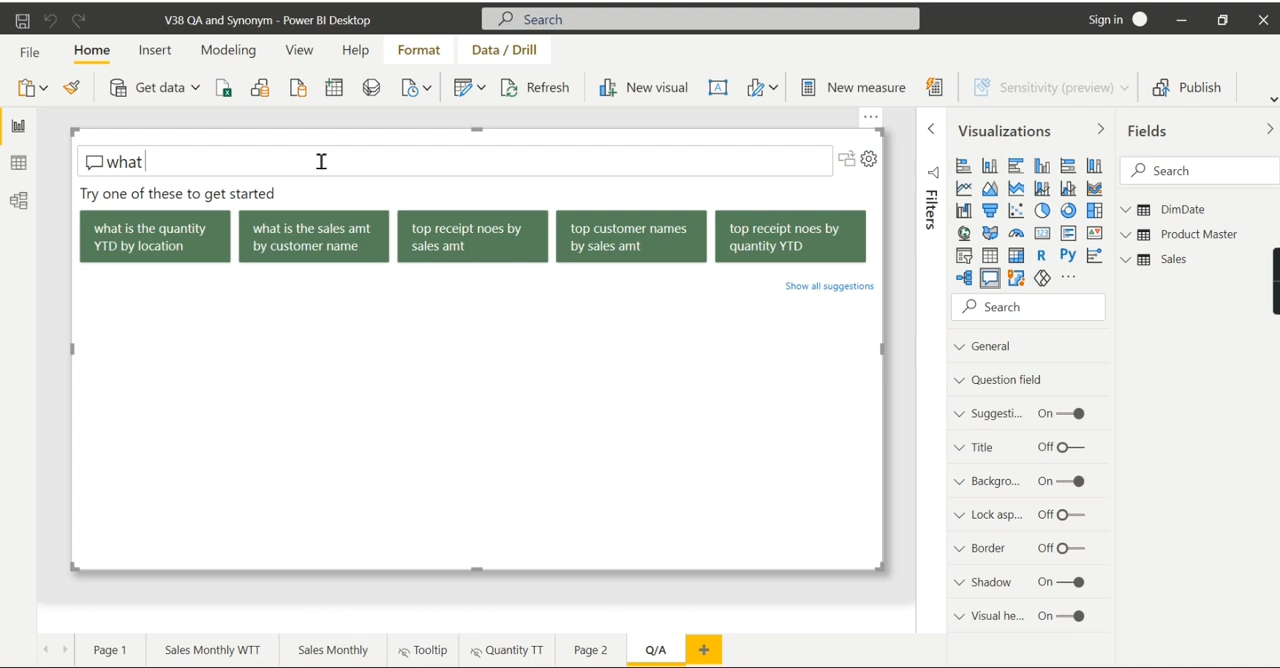 V38 QA and Synonym - Power BI Desktop
Search
Sign in
File
Home
Insert
Modeling
View
Help
Format
Data / Drill
Get data
Refresh
New visual
New measure
Sensitivity (preview)
Publish
what
Try one of these to get started
what is the quantity
YTD by location
what is the sales amt
by customer name
top receipt noes by
sales amt
top customer names
by sales amt
top receipt noes by
quantity YTD
Show all suggestions
Filters
Visualizations
R
Py
123
Search
General
Question field
Suggesti... On
Title Off
Backgro... On
Lock asp... Off
Border Off
Shadow On
Visual he... On
Fields
Search
DimDate
Product Master
Sales
Page 1
Sales Monthly WTT
Sales Monthly
Tooltip
Quantity TT
Page 2
Q/A